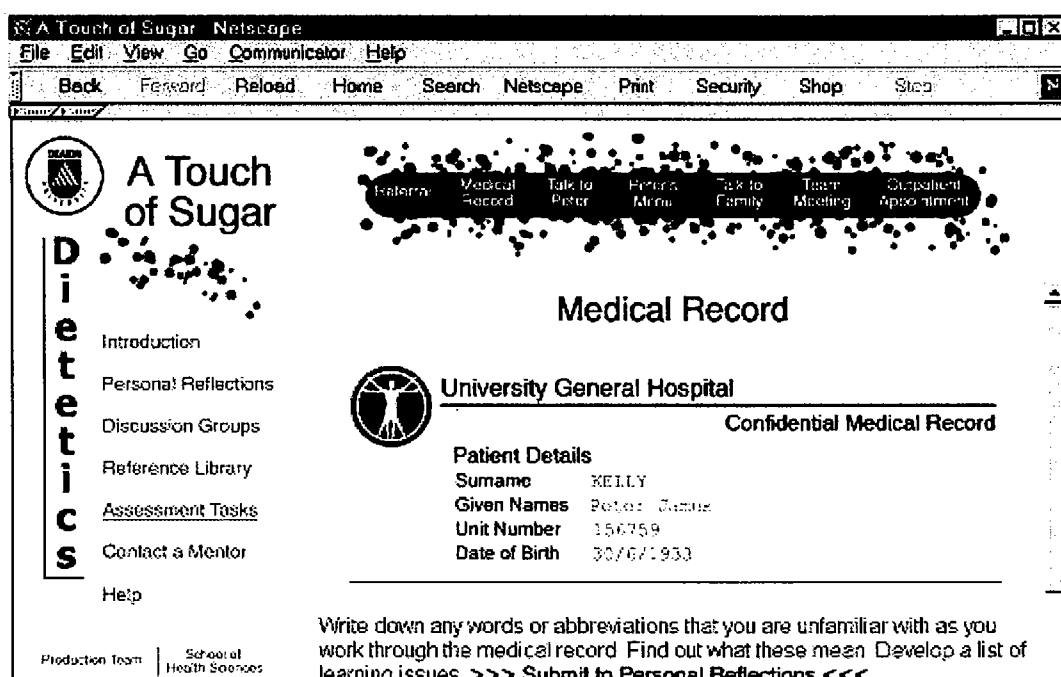 A Touch of Sugar Netscape
File Edit View Go Communicator Help
Back Forward Reload Home Search Netscape Print Security Shop Stop
DEAKIN
A Touch
of Sugar
Dietetics
Referral
Medical
Record
Talk to
Peter
Peter's
Menu
Talk to
Family
Team
Meeting
Outpatient
Appointment
Introduction
Personal Reflections
Discussion Groups
Reference Library
Assessment Tasks
Contact a Mentor
Help
Production Team
School of
Health Sciences
Medical Record
University General Hospital
Confidential Medical Record
Patient Details
Surname KELLY
Given Names Peter James
Unit Number 156759
Date of Birth
Write down any words or abbreviations that you are unfamiliar with as you
work through the medical record. Find out what these mean. Develop a list of
learning issues. >>> Submit to Personal Reflections <<<